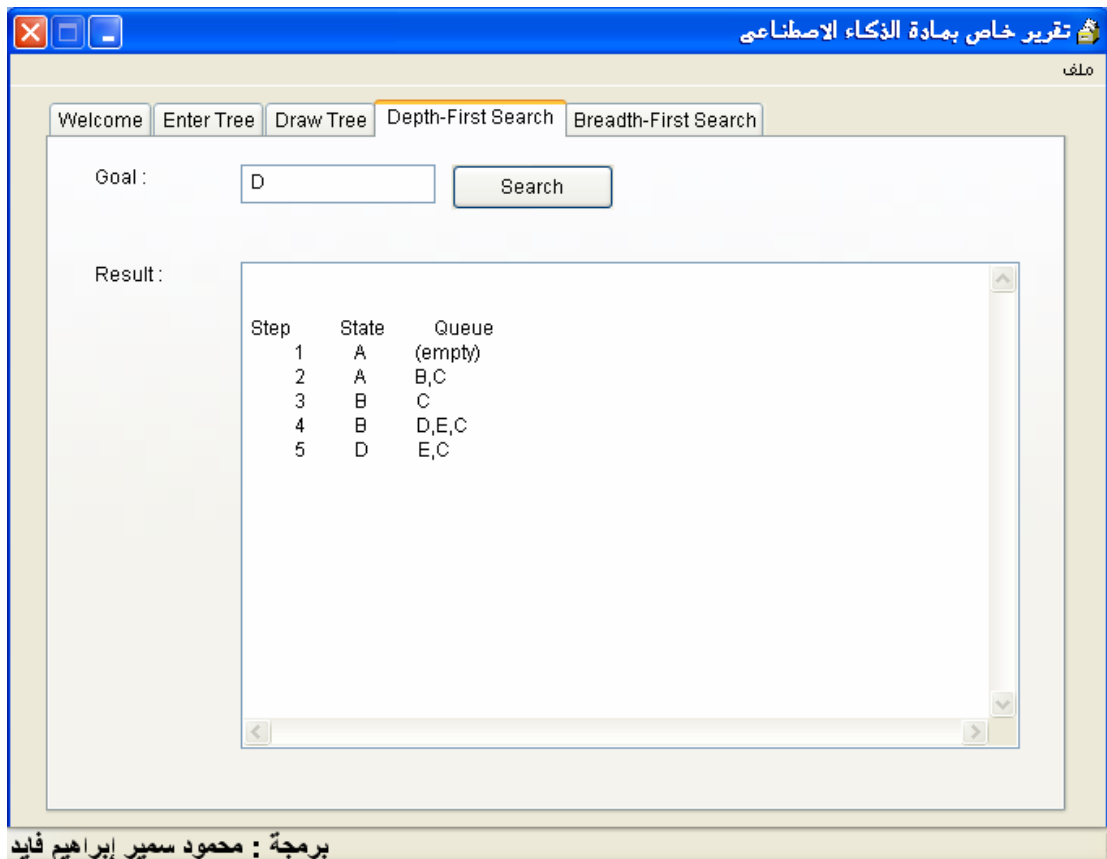 تقرير خاص بمادة الذكاء الاصطناعى
ملف
Welcome Enter Tree Draw Tree Depth-First Search Breadth-First Search
Goal : D Search
Result :
Step State Queue
1 A (empty)
2 A B,C
3 B C
4 B D,E,C
5 D E,C
برمجة : محمود سمير إبراهيم فايد